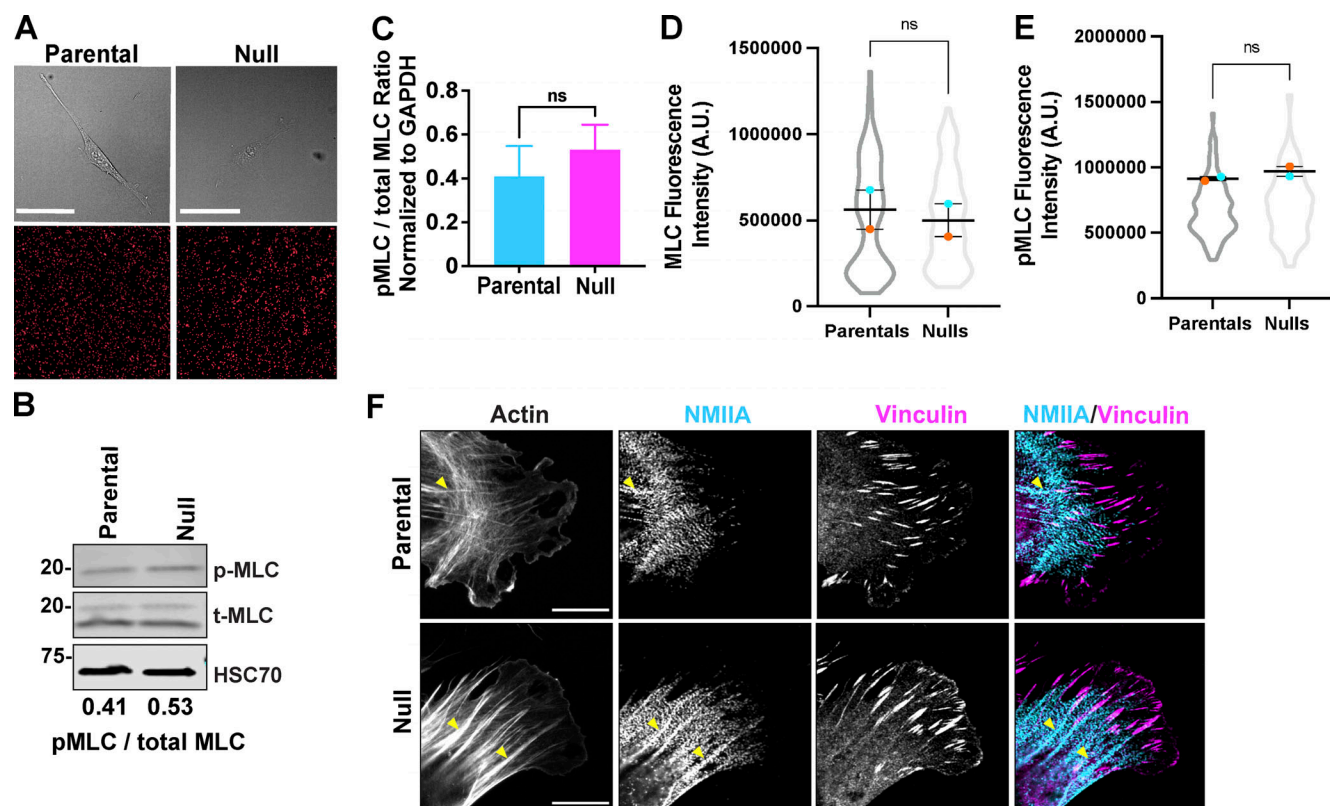 A
Parental Null
B
Parental
Null
20- p-MLC
20- t-MLC
75- HSC70
0.41 0.53
pMLC / total MLC
C
pMLC / total MLC Ratio
Normalized to GAPDH
0.8
0.6
0.4
0.2
0
ns
Parental Null
D
MLC Fluorescence
Intensity (A.U.)
1500000
1000000
500000
0
ns
Parentals Nulls
E
pMLC Fluorescence
Intensity (A.U.)
2000000
1500000
1000000
500000
0
ns
Parentals Nulls
F
Actin NMIIA Vinculin NMIIA/Vinculin
Parental
Null